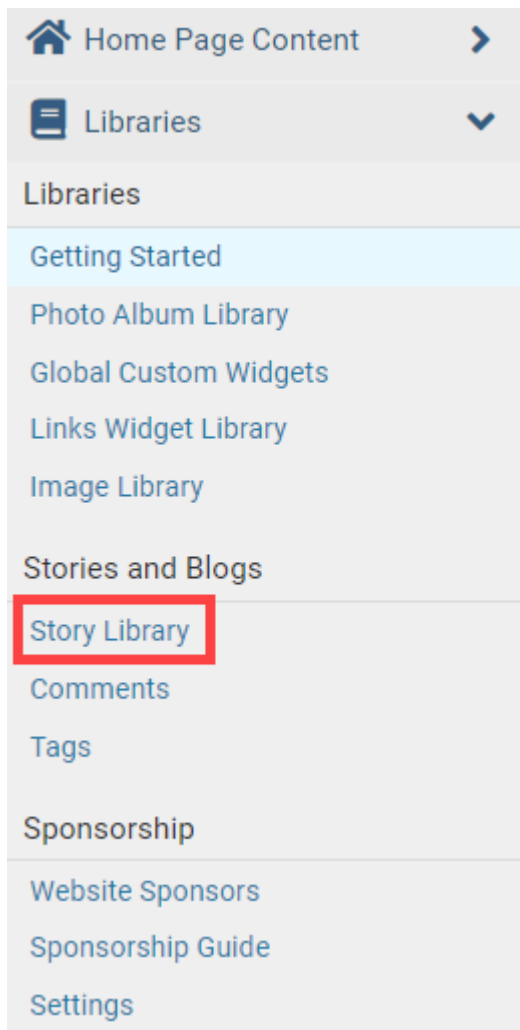 Home Page Content
Libraries
Libraries
Getting Started
Photo Album Library
Global Custom Widgets
Links Widget Library
Image Library
Stories and Blogs
Story Library
Comments
Tags
Sponsorship
Website Sponsors
Sponsorship Guide
Settings